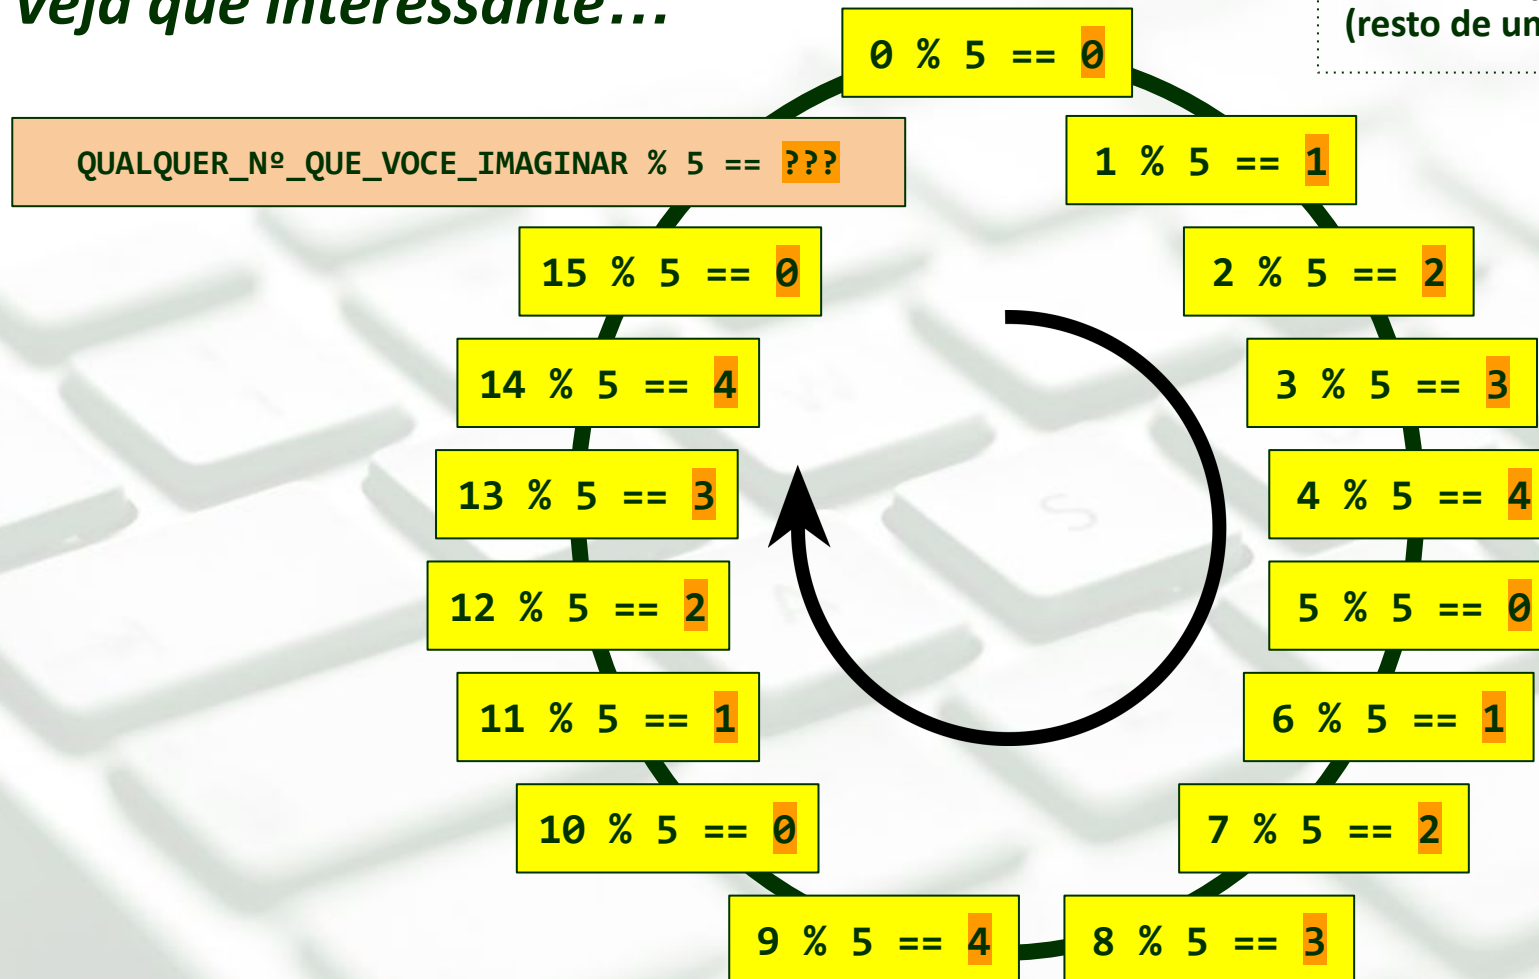 Veja que interessante...
(resto de un
0 % 5 == 0
1 % 5 == 1
2 % 5 == 2
3 % 5 == 3
4 % 5 == 4
5 % 5 == 0
6 % 5 == 1
7 % 5 == 2
8 % 5 == 3
9 % 5 == 4
10 % 5 == 0
11 % 5 == 1
12 % 5 == 2
13 % 5 == 3
14 % 5 == 4
15 % 5 == 0
QUALQUER_Nº_QUE_VOCE_IMAGINAR % 5 == ???